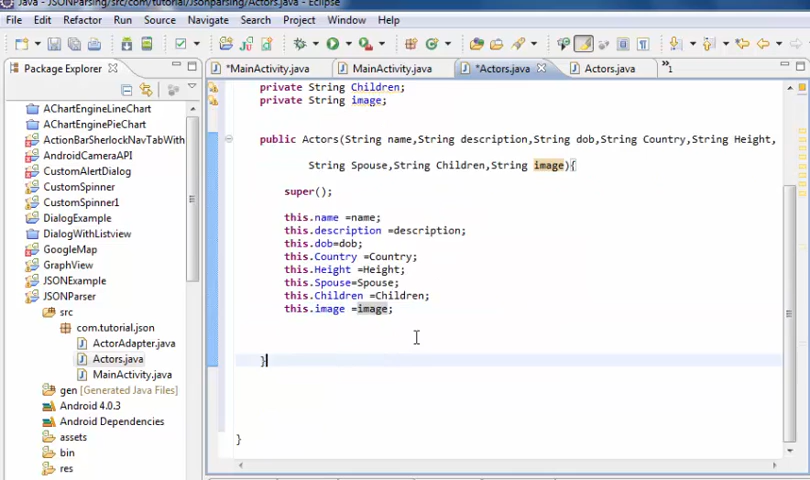 Java - JSONParsing/src/com/tutorial/Jsonparsing/Actors.java - Eclipse
File Edit Refactor Run Source Navigate Search Project Window Help
Package Explorer
*MainActivity.java MainActivity.java *Actors.java Actors.java »1
AChartEngineLineChart
AChartEnginePieChart
ActionBarSherlockNavTabWith
AndroidCameraAPI
CustomAlertDialog
CustomSpinner
CustomSpinner1
DialogExample
DialogWithListview
GoogleMap
GraphView
JSONExample
JSONParser
src
com.tutorial.json
ActorAdapter.java
Actors.java
MainActivity.java
gen [Generated Java Files]
Android 4.0.3
Android Dependencies
assets
bin
res
private String Children;
private String image;
public Actors(String name,String description,String dob,String Country,String Height,
String Spouse,String Children,String image){
super();
this.name =name;
this.description =description;
this.dob=dob;
this.Country =Country;
this.Height =Height;
this.Spouse=Spouse;
this.Children =Children;
this.image =image;
}
}